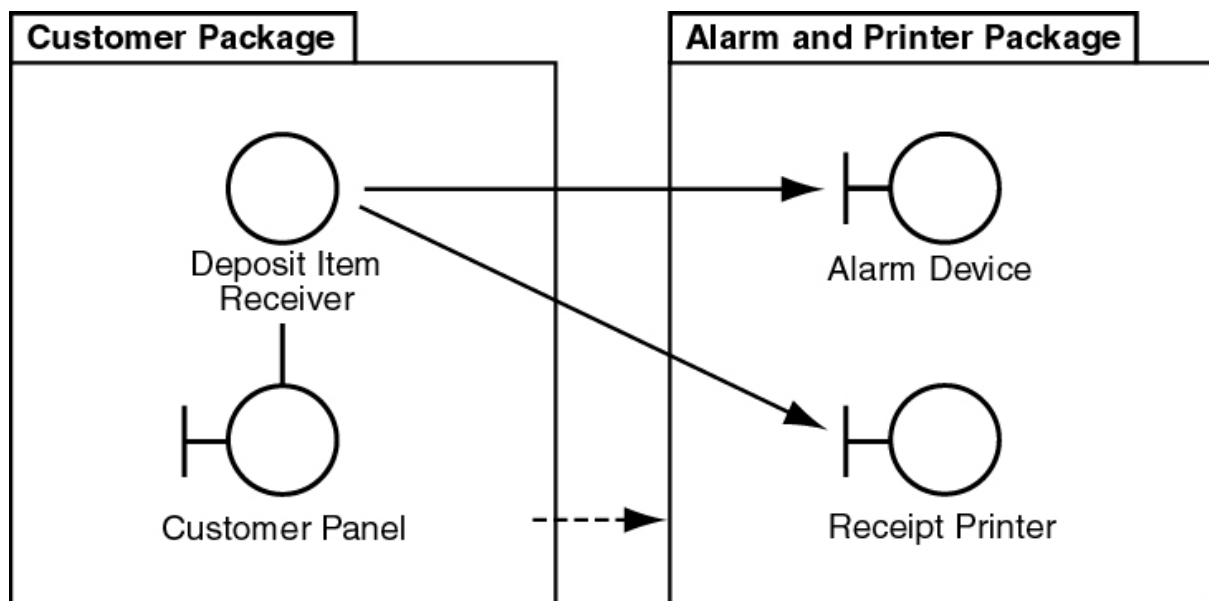 Customer Package
Alarm and Printer Package
Deposit Item
Receiver
Alarm Device
Customer Panel
Receipt Printer